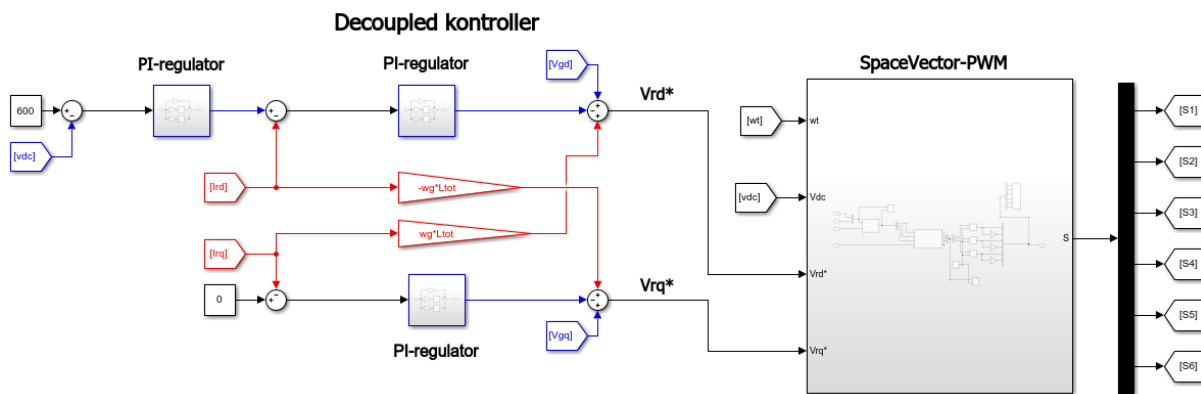 Decoupled kontroller
PI-regulator
PI-regulator
SpaceVector-PWM
[Vgd]
Vrd*
600
[vdc]
[Ird]
-wg*Ltot
[Irq]
wg*Ltot
0
Vrq*
[Vgq]
PI-regulator
[wt]
wt
[vdc]
Vdc
Vrd*
Vrq*
S
[S1]
[S2]
[S3]
[S4]
[S5]
[S6]